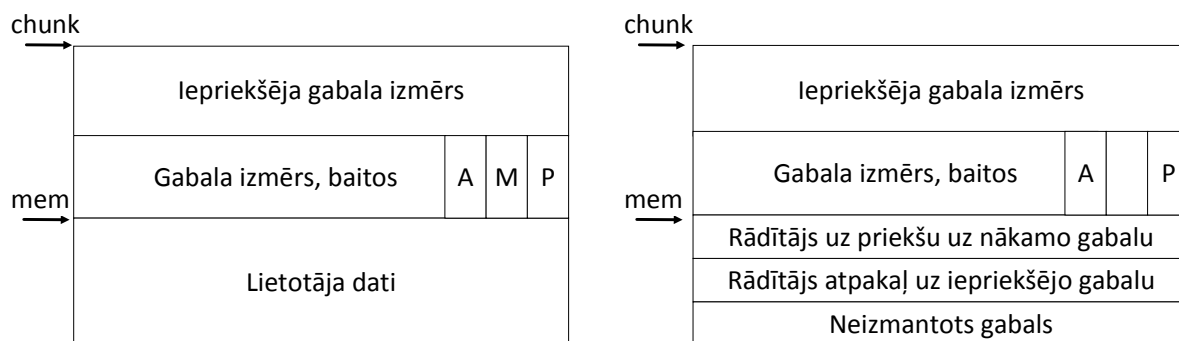 chunk
Iepriekšēja gabala izmērs
Gabala izmērs, baitos A M P
mem
Lietotāja dati
chunk
Iepriekšēja gabala izmērs
Gabala izmērs, baitos A P
mem
Rādītājs uz priekšu uz nākamo gabalu
Rādītājs atpakaļ uz iepriekšējo gabalu
Neizmantots gabals